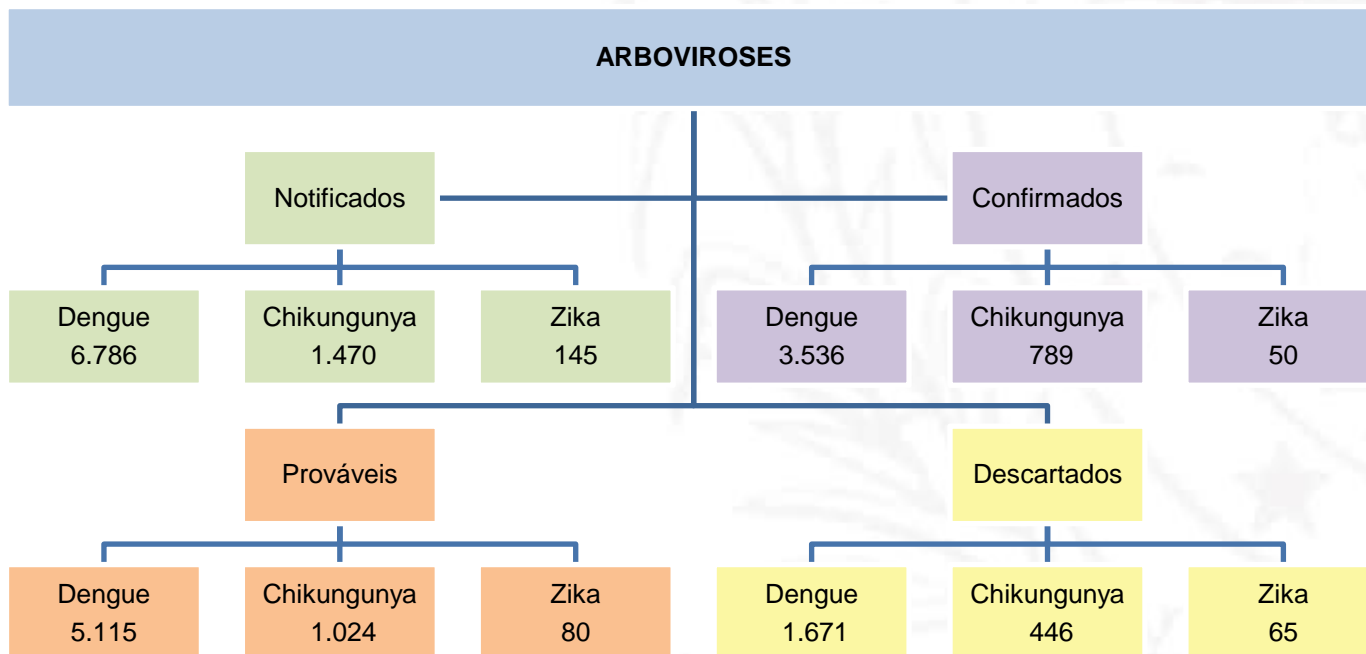 ARBOVIROSES
Notificados
Confirmados
Dengue
6.786
Chikungunya
1.470
Zika
145
Dengue
3.536
Chikungunya
789
Zika
50
Prováveis
Descartados
Dengue
5.115
Chikungunya
1.024
Zika
80
Dengue
1.671
Chikungunya
446
Zika
65